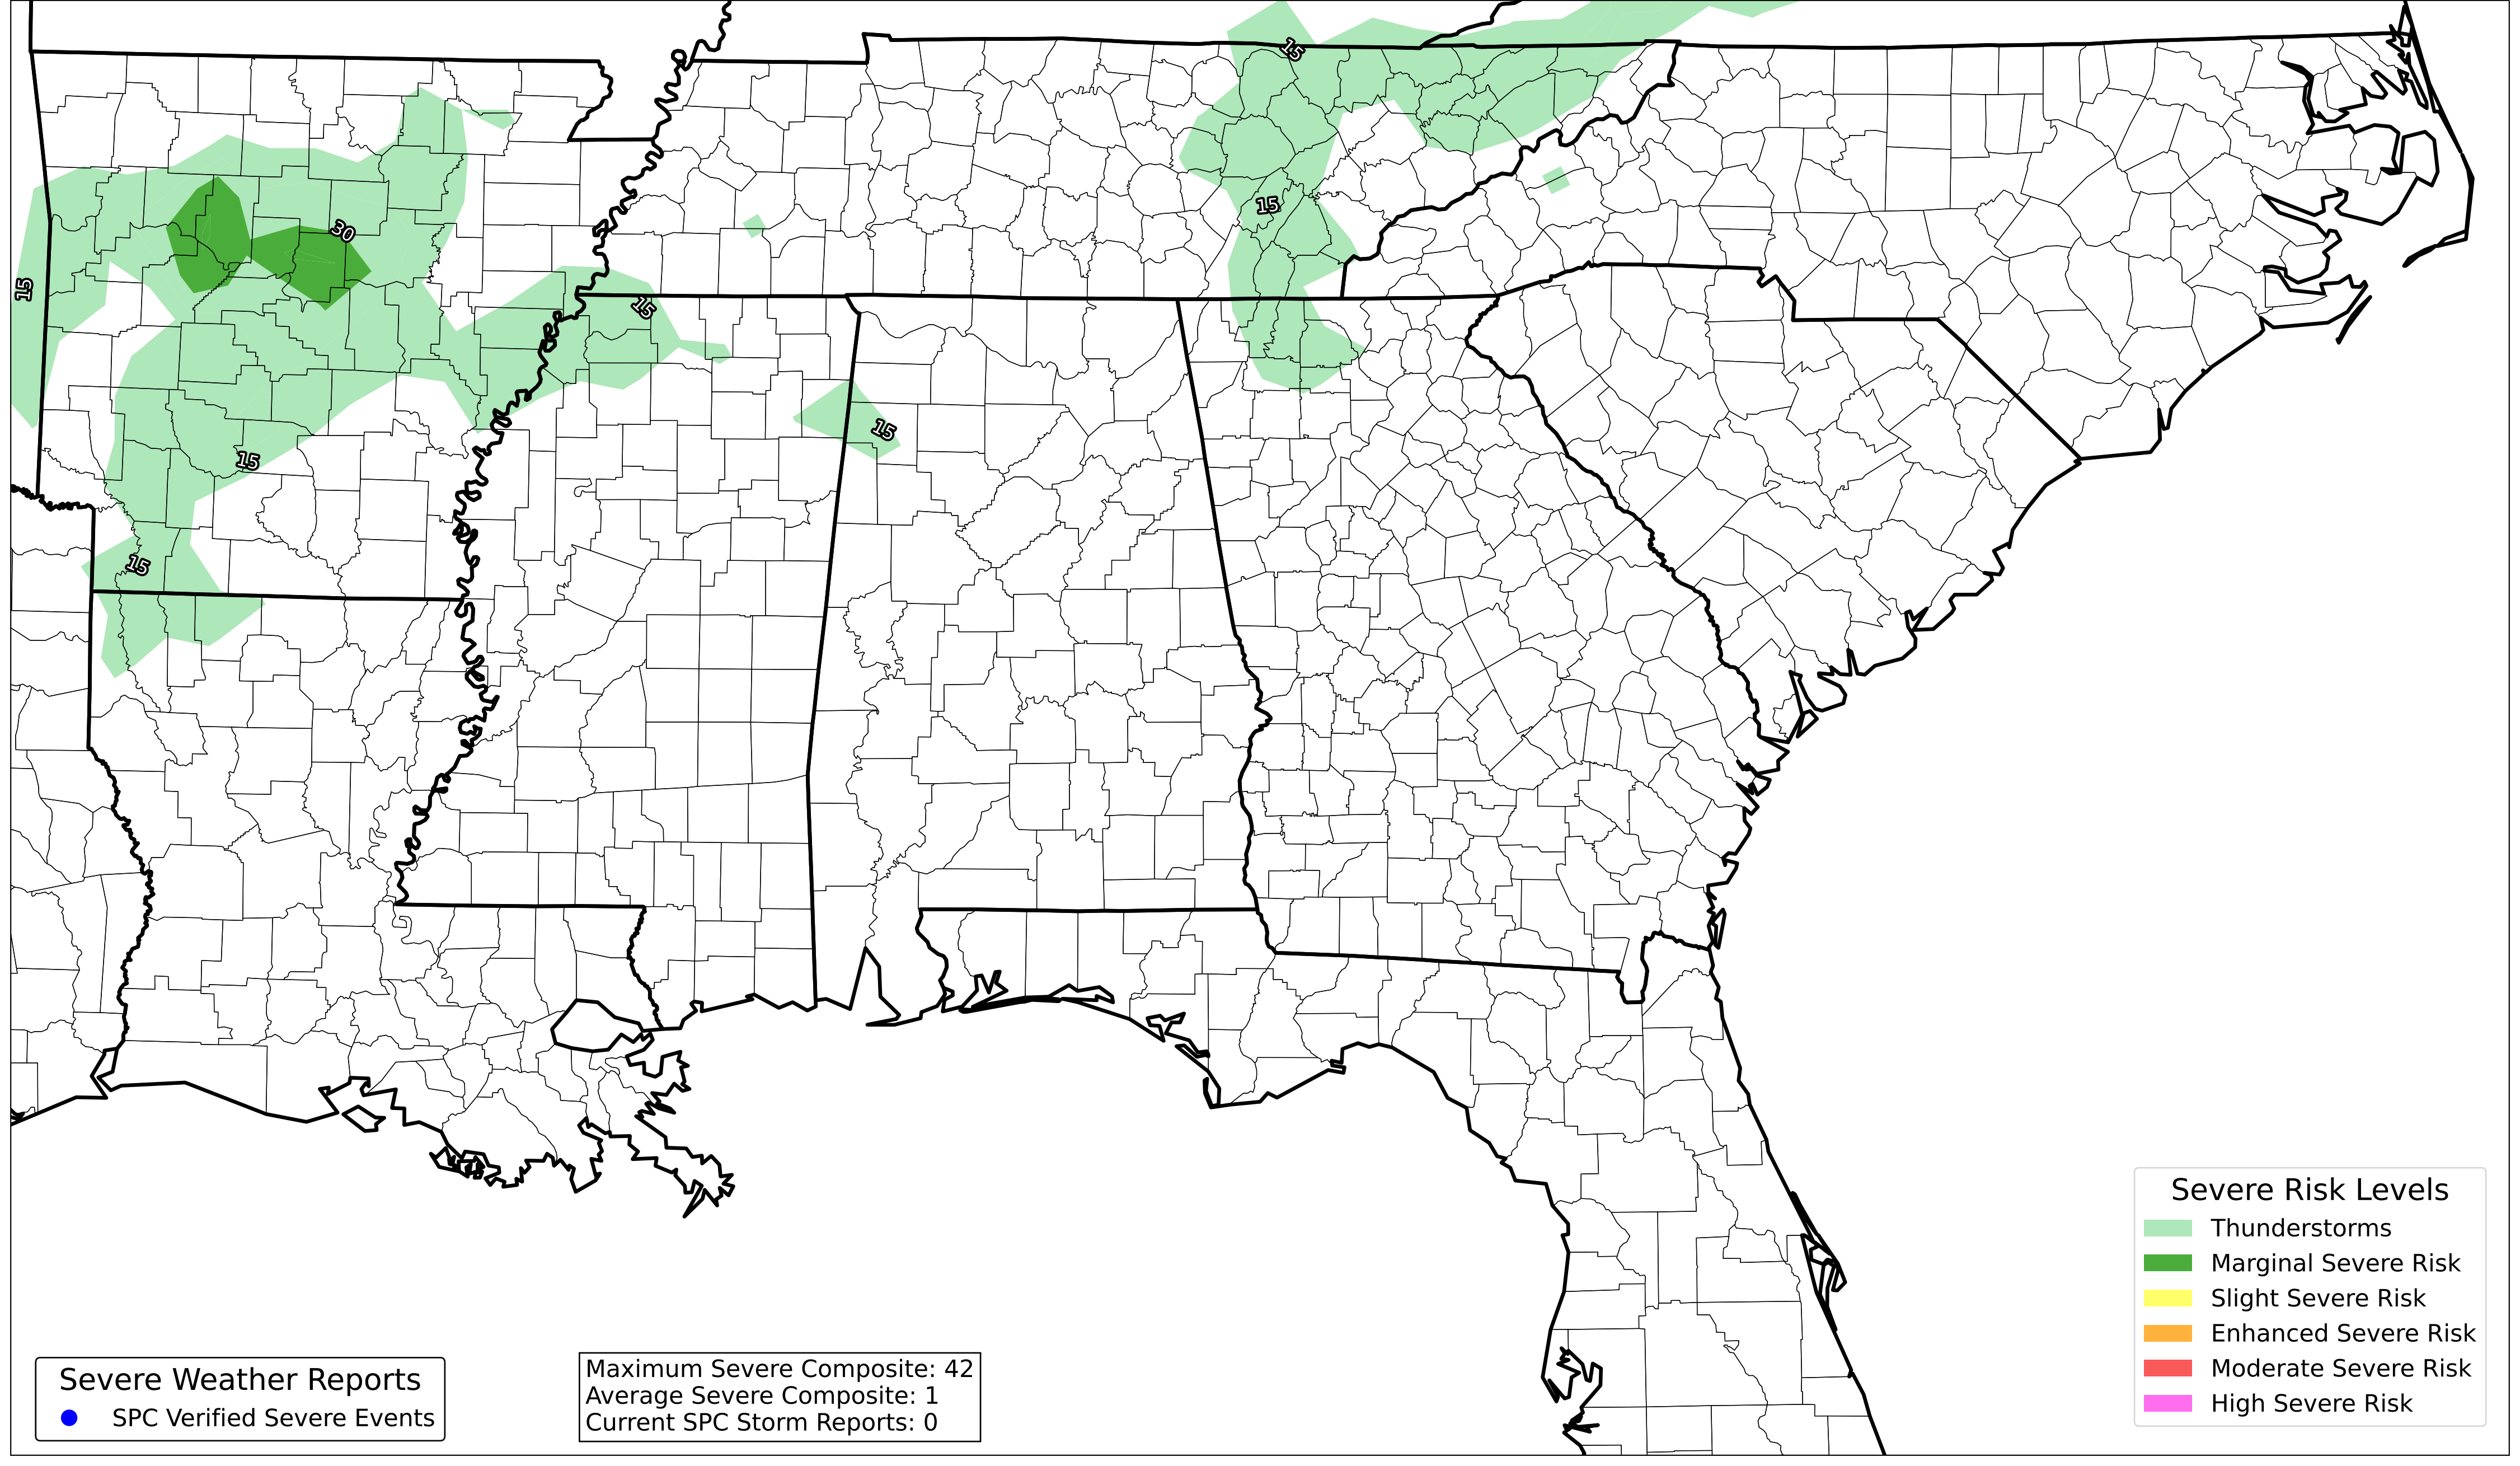 15
15
30
15
15
15
15
15
Severe Risk Levels
Thunderstorms
Marginal Severe Risk
Slight Severe Risk
Enhanced Severe Risk
Moderate Severe Risk
High Severe Risk
Severe Weather Reports
SPC Verified Severe Events
Maximum Severe Composite: 42
Average Severe Composite: 1
Current SPC Storm Reports: 0